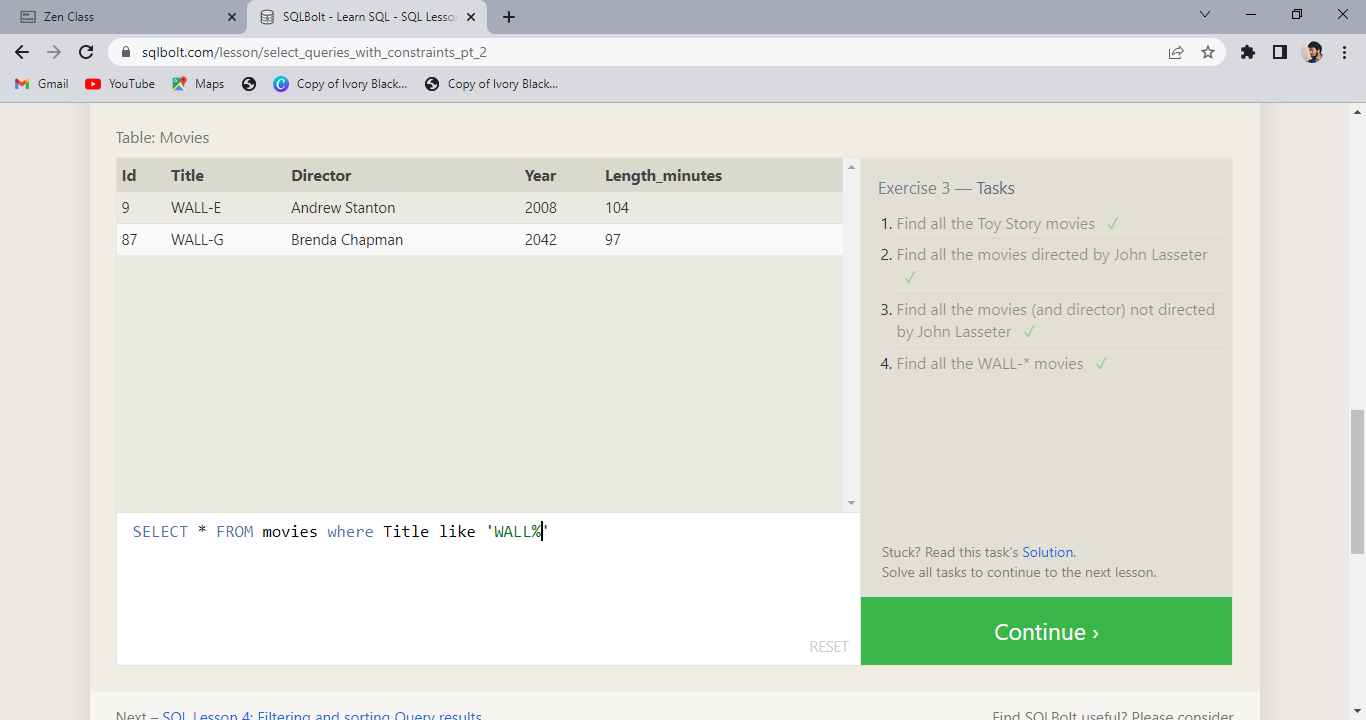 Zen Class
SQLBolt - Learn SQL - SQL Lesson
sqlbolt.com/lesson/select_queries_with_constraints_pt_2
Gmail
YouTube
Maps
Copy of Ivory Black...
Copy of Ivory Black...
Table: Movies
Id Title Director Year Length_minutes
9 WALL-E Andrew Stanton 2008 104
87 WALL-G Brenda Chapman 2042 97
Exercise 3 — Tasks
1. Find all the Toy Story movies ✓
2. Find all the movies directed by John Lasseter
✓
3. Find all the movies (and director) not directed
by John Lasseter ✓
4. Find all the WALL-* movies ✓
SELECT * FROM movies where Title like 'WALL%'
RESET
Stuck? Read this task's Solution.
Solve all tasks to continue to the next lesson.
Continue ›
Next – SQL Lesson 4: Filtering and sorting Query results
Find SQLBolt useful? Please consider